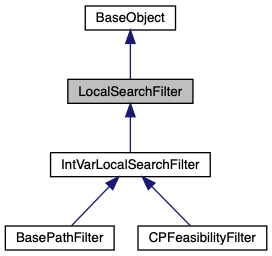 BaseObject
LocalSearchFilter
IntVarLocalSearchFilter
BasePathFilter
CPFeasibilityFilter